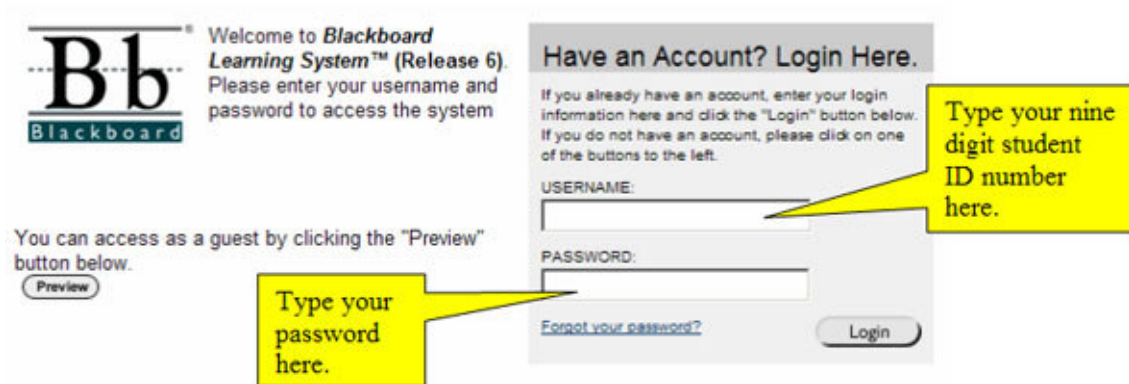 Bb®
Blackboard
Welcome to Blackboard
Learning System™ (Release 6).
Please enter your username and
password to access the system
You can access as a guest by clicking the "Preview"
button below.
Preview
Have an Account? Login Here.
If you already have an account, enter your login
information here and click the "Login" button below.
If you do not have an account, please click on one
of the buttons to the left.
USERNAME:
PASSWORD:
Forgot your password?
Login
Type your nine
digit student
ID number
here.
Type your
password
here.